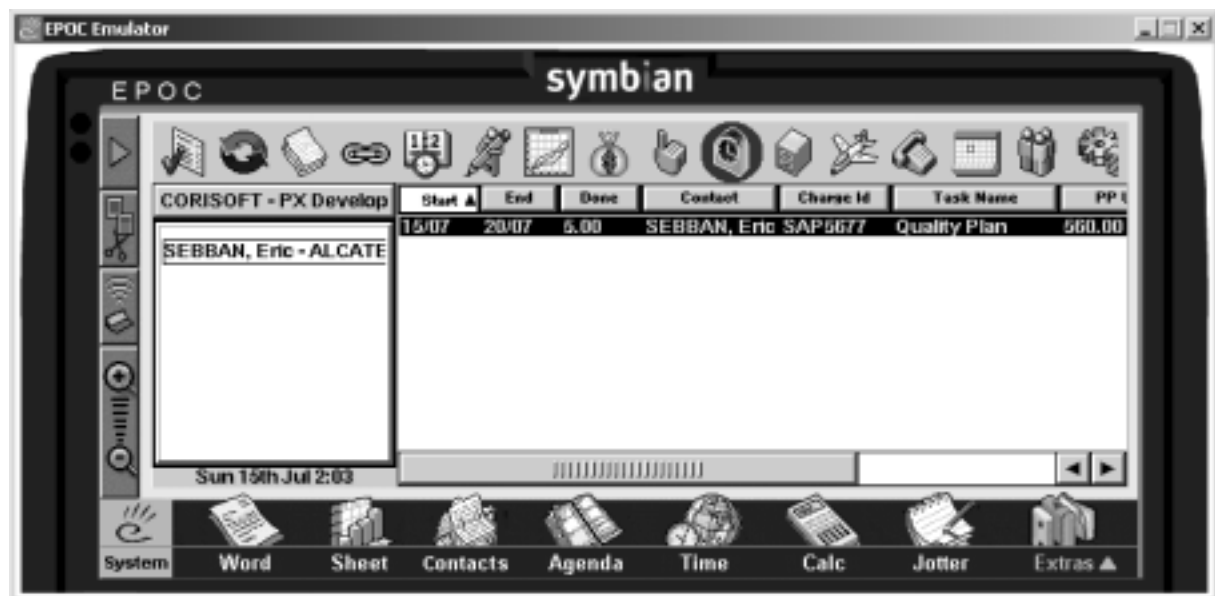 EPOC Emulator
symbian
EPOC
CORISOFT - PX Develop
Start ▲ End Done Contact Charge Id Task Name PP
15/07 20/07 5.00 SEBBAN, Eric SAP5677 Quality Plan 560.00
SEBBAN, Eric - ALCATE
Sun 15th Jul 2:03
System Word Sheet Contacts Agenda Time Calc Jotter Extras ▲